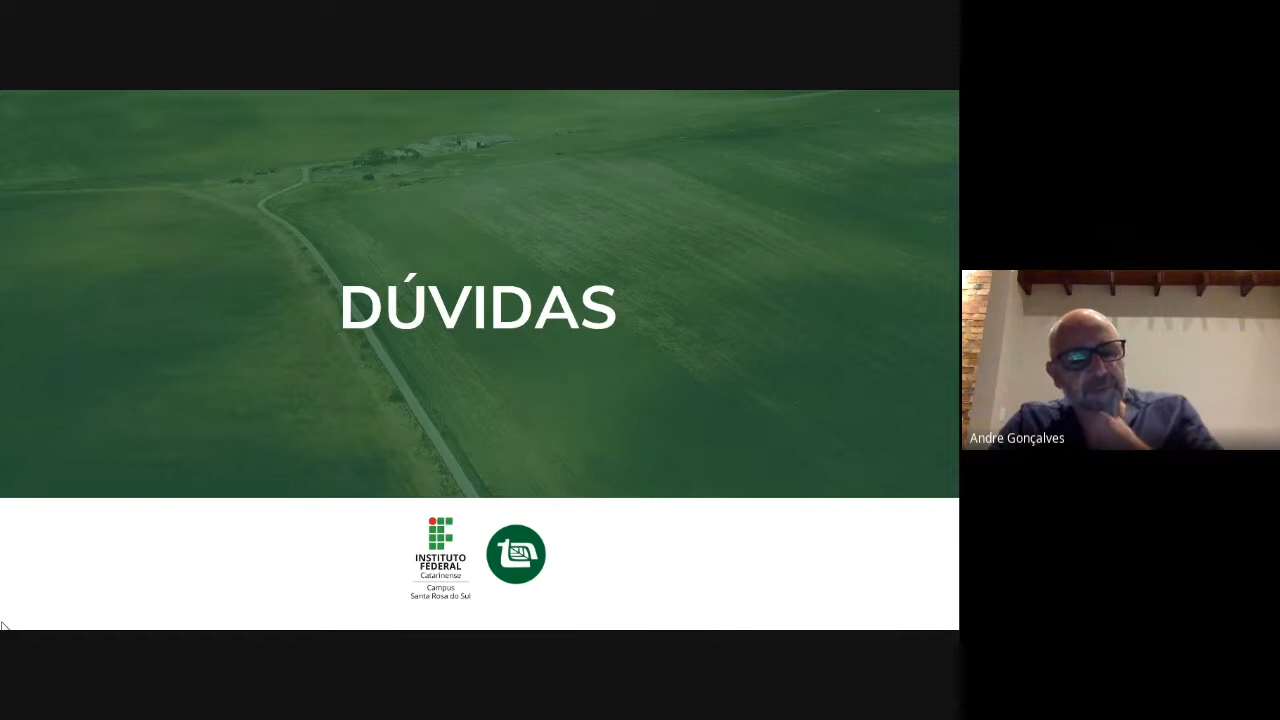 DÚVIDAS
INSTITUTO
FEDERAL
Catarinense
Campus
Santa Rosa do Sul
Andre Gonçalves